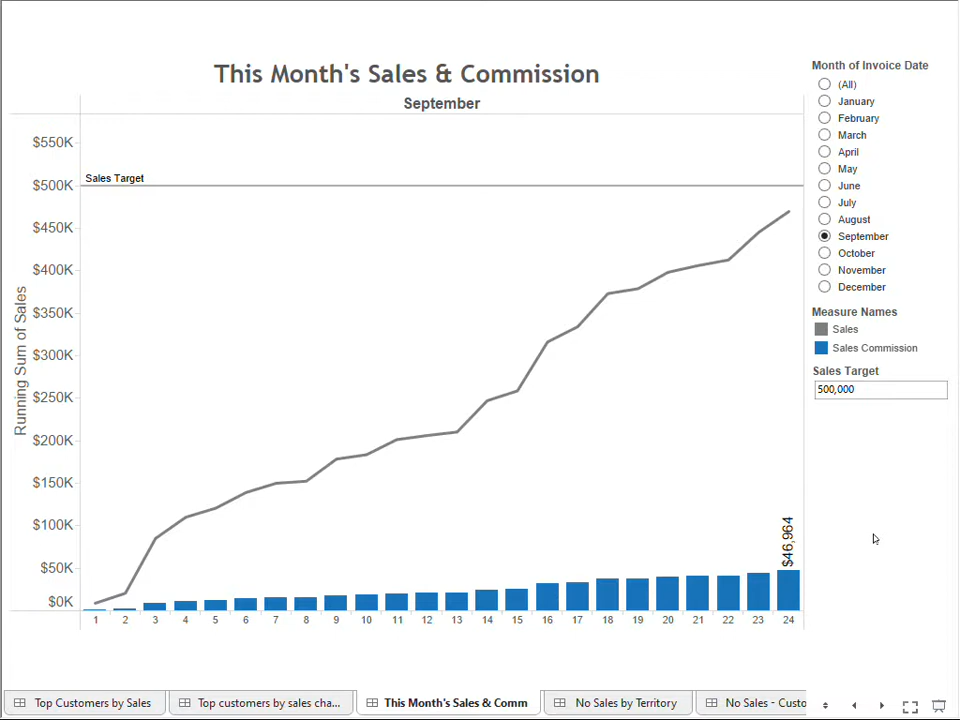 This Month's Sales & Commission
September
$550K
$500K
$450K
$400K
$350K
$300K
$250K
$200K
$150K
$100K
$50K
$0K
Running Sum of Sales
Sales Target
$46,964
1 2 3 4 5 6 7 8 9 10 11 12 13 14 15 16 17 18 19 20 21 22 23 24
Month of Invoice Date
(All)
January
February
March
April
May
June
July
August
September
October
November
December
Measure Names
Sales
Sales Commission
Sales Target
500,000
Top Customers by Sales
Top customers by sales cha...
This Month's Sales & Comm
No Sales by Territory
No Sales - Custo